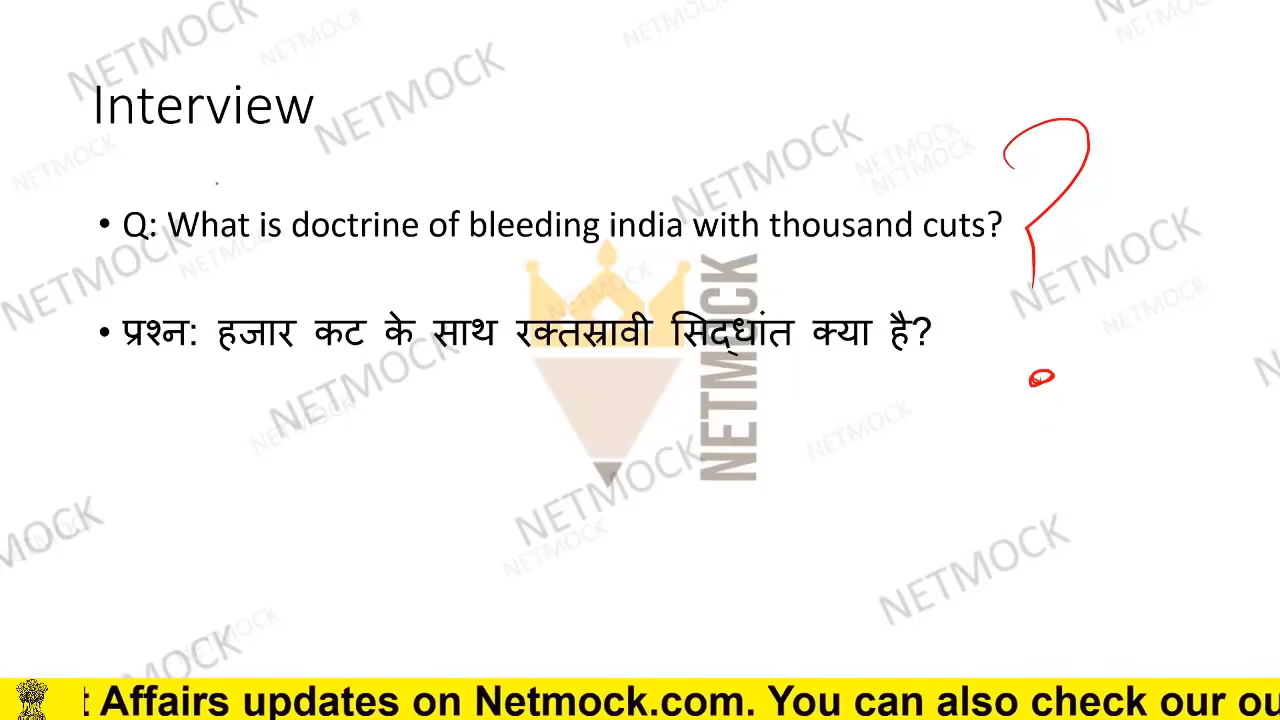 Interview
• Q: What is doctrine of bleeding india with thousand cuts?
• प्रश्न: हजार कट के साथ रक्तस्रावी सिद्धांत क्या है?
NETMOCK
t Affairs updates on Netmock.com. You can also check our ou